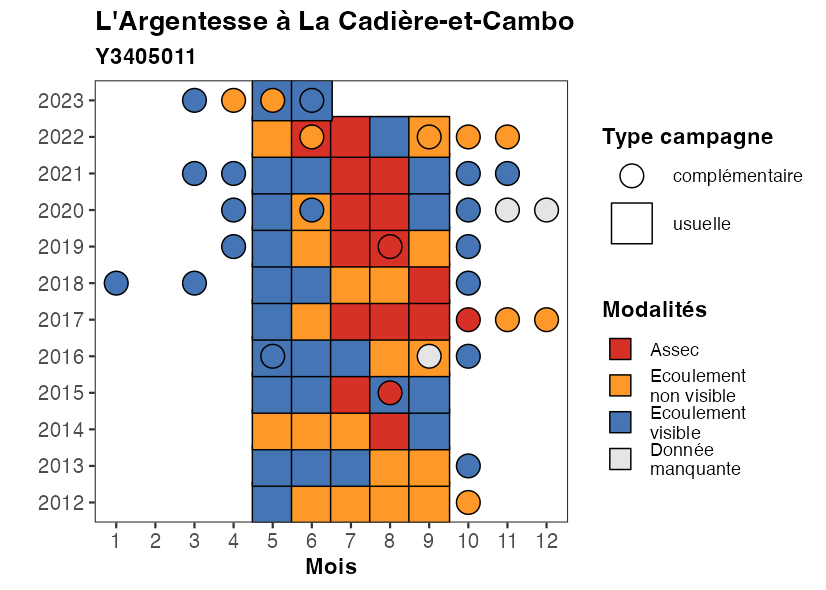 L'Argentesse à La Cadière-et-Cambo
Y3405011
2023
2022
2021
2020
2019
2018
2017
2016
2015
2014
2013
2012
1 2 3 4 5 6 7 8 9 10 11 12
Mois
Type campagne
complémentaire
usuelle
Modalités
Assec
Ecoulement
non visible
Ecoulement
visible
Donnée
manquante